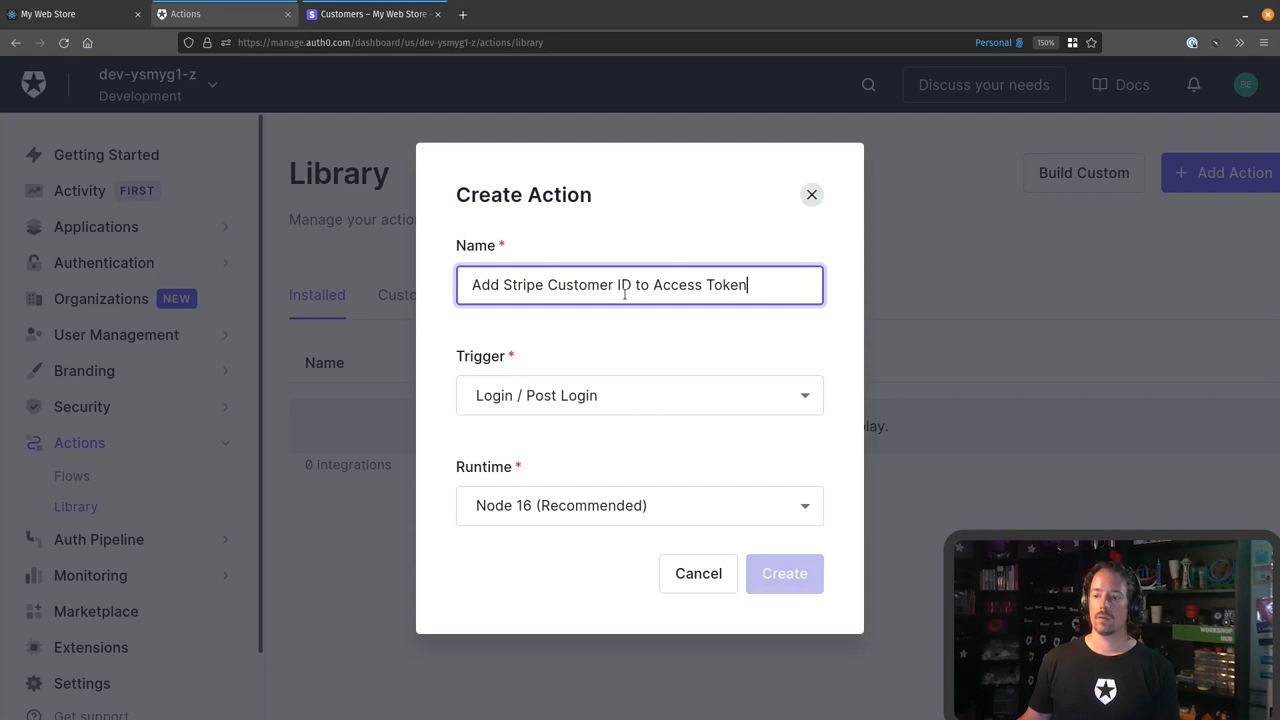 My Web Store
Actions
Customers – My Web Store
https://manage.auth0.com/dashboard/us/dev-ysmyg1-z/actions/library
Personal
150%
dev-ysmyg1-z
Development
Discuss your needs
Docs
BE
Getting Started
Activity FIRST
Applications
Authentication
Organizations NEW
User Management
Branding
Security
Actions
Flows
Library
Auth Pipeline
Monitoring
Marketplace
Extensions
Settings
Get support
Library
Build Custom
+ Add Action
Manage your actio
Installed
Custo
Name
lay.
0 integrations
Create Action
Name *
Add Stripe Customer ID to Access Token
Trigger *
Login / Post Login
Runtime *
Node 16 (Recommended)
Cancel
Create
WORKSHOP
HUB